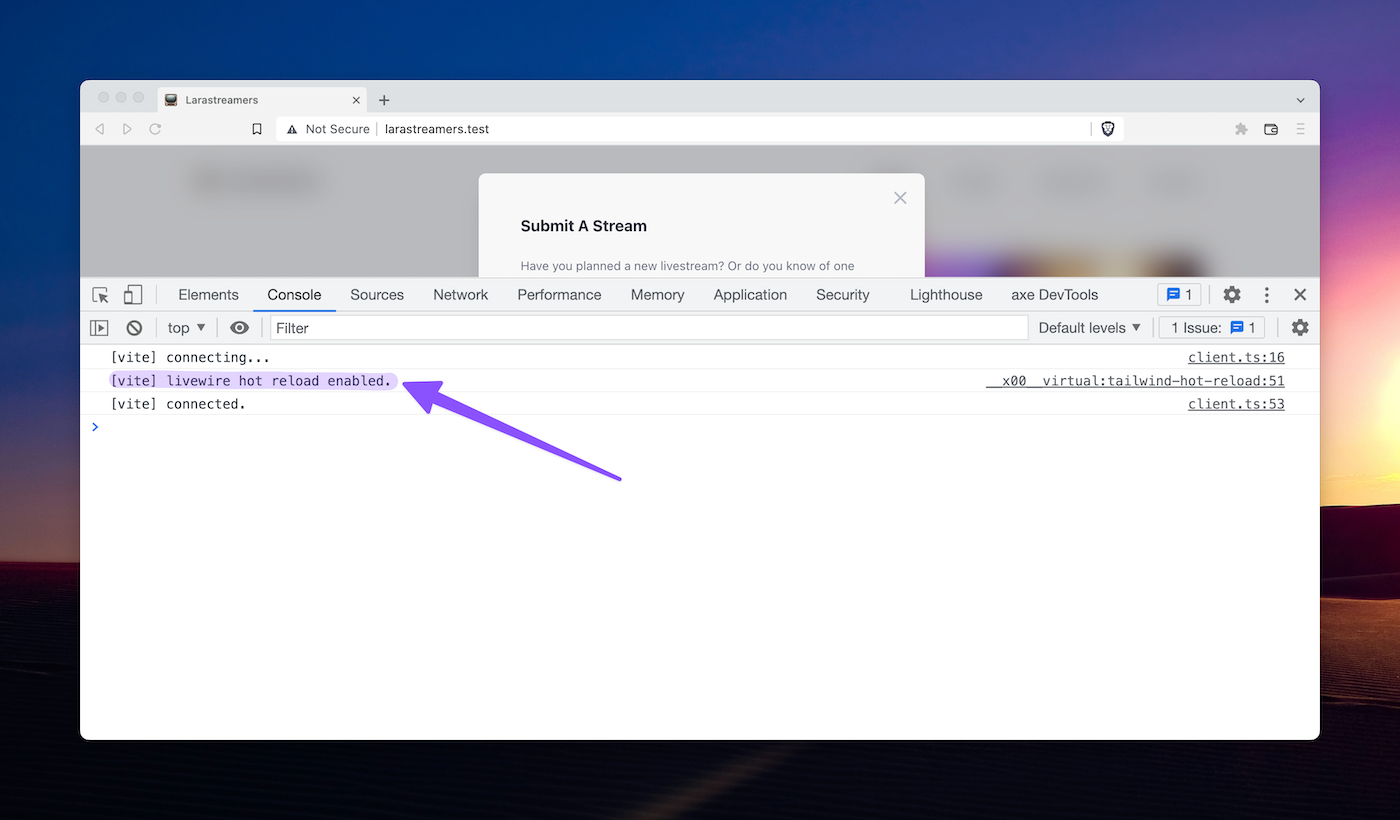 Larastreamers
Not Secure larastreamers.test
Submit A Stream
Have you planned a new livestream? Or do you know of one
Elements Console Sources Network Performance Memory Application Security Lighthouse axe DevTools 1
top Filter Default levels 1 Issue: 1
[vite] connecting... client.ts:16
[vite] livewire hot reload enabled. __x00__virtual:tailwind-hot-reload:51
[vite] connected. client.ts:53